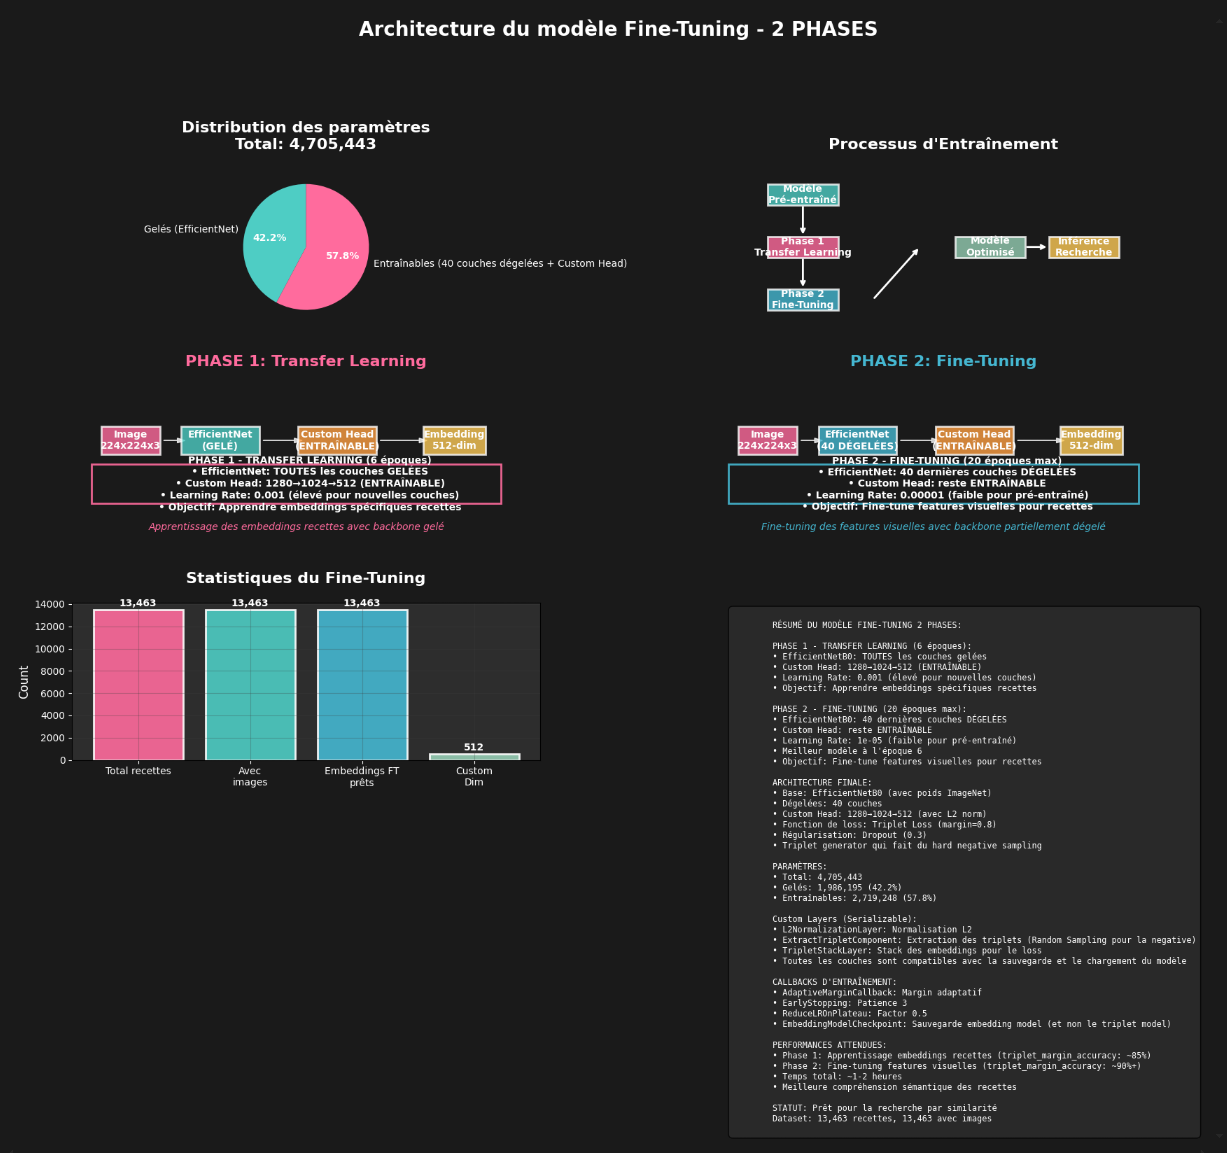 Architecture du modèle Fine-Tuning - 2 PHASES
Distribution des paramètres
Total: 4,705,443
Gelés (EfficientNet)
42.2%
57.8%
Entraînables (40 couches dégelées + Custom Head)
Processus d'Entraînement
Modèle
Pré-entraîné
Phase 1
Transfer Learning
Phase 2
Fine-Tuning
Modèle
Optimisé
Inférence
Recherche
PHASE 1: Transfer Learning
Image
224x224x3
EfficientNet
(GELÉ)
Custom Head
(ENTRAÎNABLE)
Embedding
512-dim
PHASE 1 - TRANSFER LEARNING (6 époques)
• EfficientNet: TOUTES les couches GELÉES
• Custom Head: 1280→1024→512 (ENTRAÎNABLE)
• Learning Rate: 0.001 (élevé pour nouvelles couches)
• Objectif: Apprendre embeddings spécifiques recettes
Apprentissage des embeddings recettes avec backbone gelé
PHASE 2: Fine-Tuning
Image
224x224x3
EfficientNet
(40 DÉGELÉES)
Custom Head
(ENTRAÎNABLE)
Embedding
512-dim
PHASE 2 - FINE-TUNING (20 époques max)
• EfficientNet: 40 dernières couches DÉGELÉES
• Custom Head: reste ENTRAÎNABLE
• Learning Rate: 0.00001 (faible pour pré-entraîné)
• Objectif: Fine-tune features visuelles pour recettes
Fine-tuning des features visuelles avec backbone partiellement dégelé
Statistiques du Fine-Tuning
Count
14000
12000
10000
8000
6000
4000
2000
0
13,463
13,463
13,463
512
Total recettes
Avec
images
Embeddings FT
prêts
Custom
Dim
RÉSUMÉ DU MODÈLE FINE-TUNING 2 PHASES:
PHASE 1 - TRANSFER LEARNING (6 époques):
• EfficientNetB0: TOUTES les couches gelées
• Custom Head: 1280→1024→512 (ENTRAÎNABLE)
• Learning Rate: 0.001 (élevé pour nouvelles couches)
• Objectif: Apprendre embeddings spécifiques recettes
PHASE 2 - FINE-TUNING (20 époques max):
• EfficientNetB0: 40 dernières couches DÉGELÉES
• Custom Head: reste ENTRAÎNABLE
• Learning Rate: 1e-05 (faible pour pré-entraîné)
• Meilleur modèle à l'époque 6
• Objectif: Fine-tune features visuelles pour recettes
ARCHITECTURE FINALE:
• Base: EfficientNetB0 (avec poids ImageNet)
• Dégelées: 40 couches
• Custom Head: 1280→1024→512 (avec L2 norm)
• Fonction de loss: Triplet Loss (margin=0.8)
• Régularisation: Dropout (0.3)
• Triplet generator qui fait du hard negative sampling
PARAMÈTRES:
• Total: 4,705,443
• Gelés: 1,986,195 (42.2%)
• Entraînables: 2,719,248 (57.8%)
Custom Layers (Serializable):
• L2NormalizationLayer: Normalisation L2
• ExtractTripletComponent: Extraction des triplets (Random Sampling pour la negative)
• TripletStackLayer: Stack des embeddings pour le loss
• Toutes les couches sont compatibles avec la sauvegarde et le chargement du modèle
CALLBACKS D'ENTRAÎNEMENT:
• AdaptiveMarginCallback: Margin adaptatif
• EarlyStopping: Patience 3
• ReduceLROnPlateau: Factor 0.5
• EmbeddingModelCheckpoint: Sauvegarde embedding model (et non le triplet model)
PERFORMANCES ATTENDUES:
• Phase 1: Apprentissage embeddings recettes (triplet_margin_accuracy: ~85%)
• Phase 2: Fine-tuning features visuelles (triplet_margin_accuracy: ~90%+)
• Temps total: ~1-2 heures
• Meilleure compréhension sémantique des recettes
STATUT: Prêt pour la recherche par similarité
Dataset: 13,463 recettes, 13,463 avec images